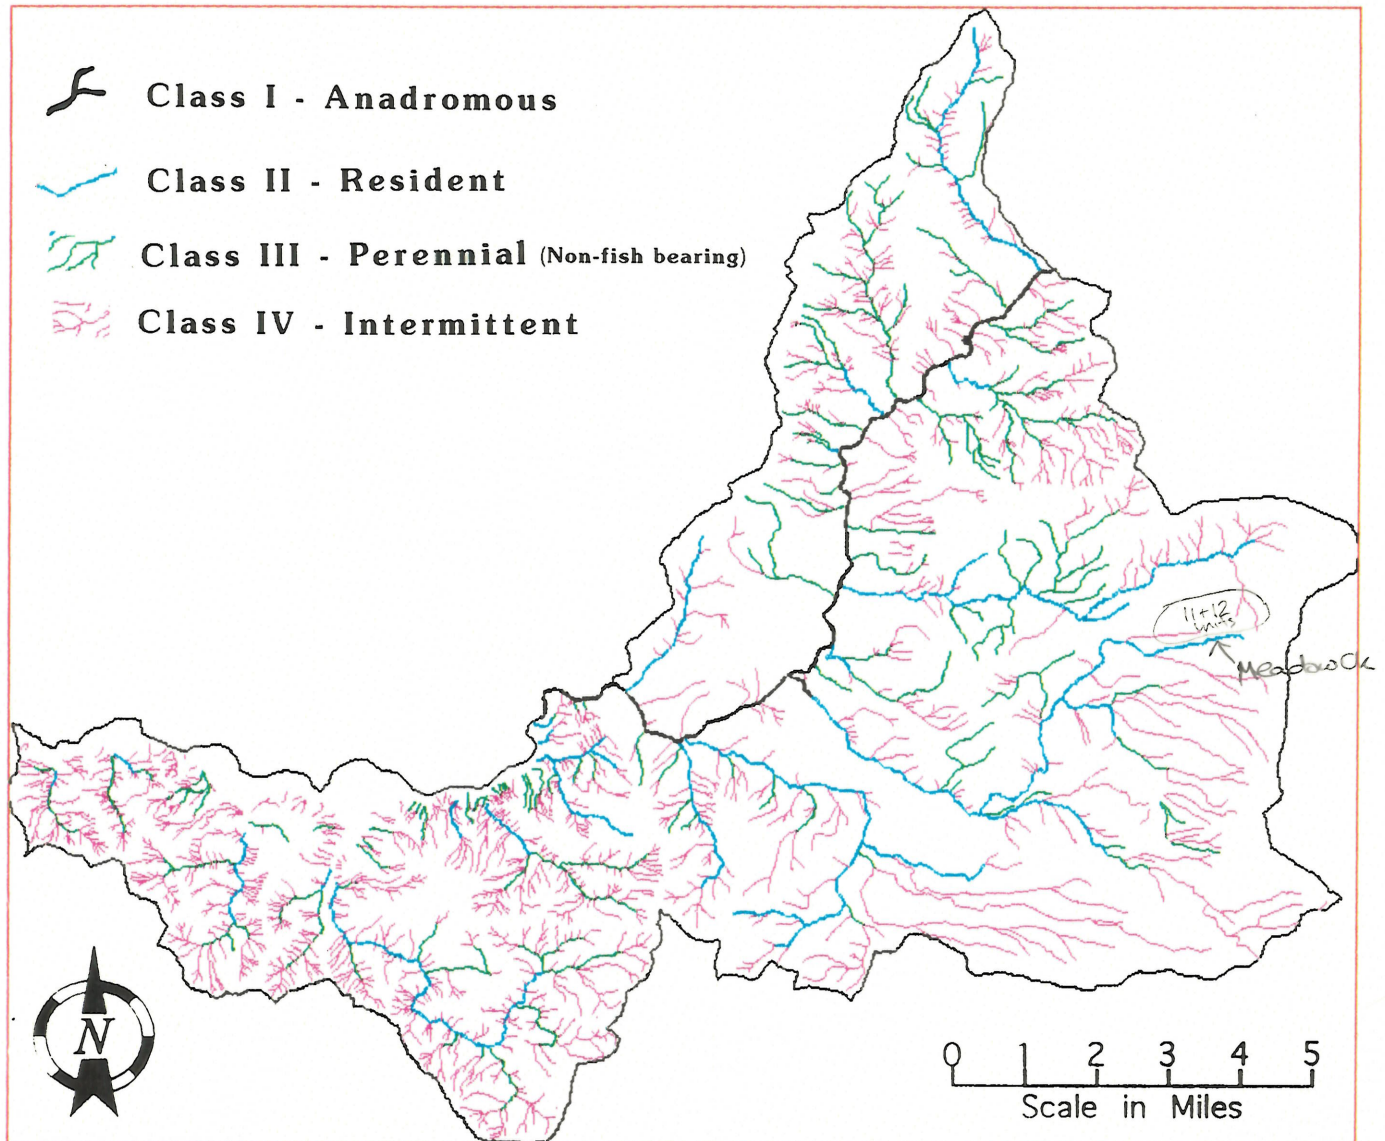 Class I - Anadromous
Class II - Resident
Class III - Perennial (Non-fish bearing)
Class IV - Intermittent
11+12
units
Meadow Ck
N
0 1 2 3 4 5
Scale in Miles